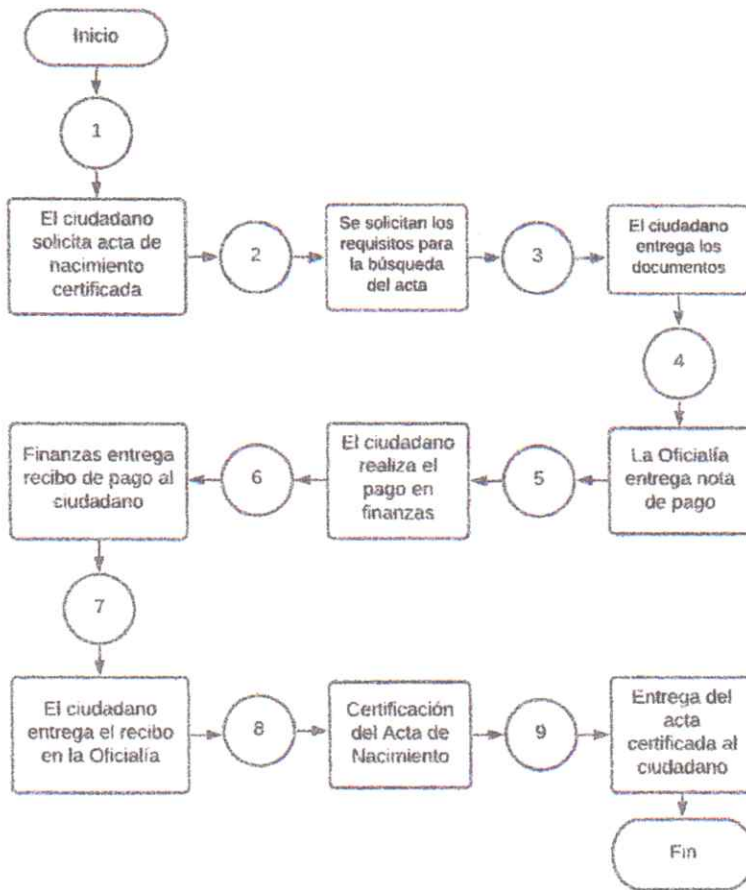 Inicio
1
El ciudadano
solicita acta de
nacimiento
certificada
2
Se solicitan los
requisitos para
la búsqueda
del acta
3
El ciudadano
entrega los
documentos
4
La Oficialía
entrega nota
de pago
5
El ciudadano
realiza el
pago en
finanzas
6
Finanzas entrega
recibo de pago al
ciudadano
7
El ciudadano
entrega el recibo
en la Oficialía
8
Certificación
del Acta de
Nacimiento
9
Entrega del
acta
certificada al
ciudadano
Fin